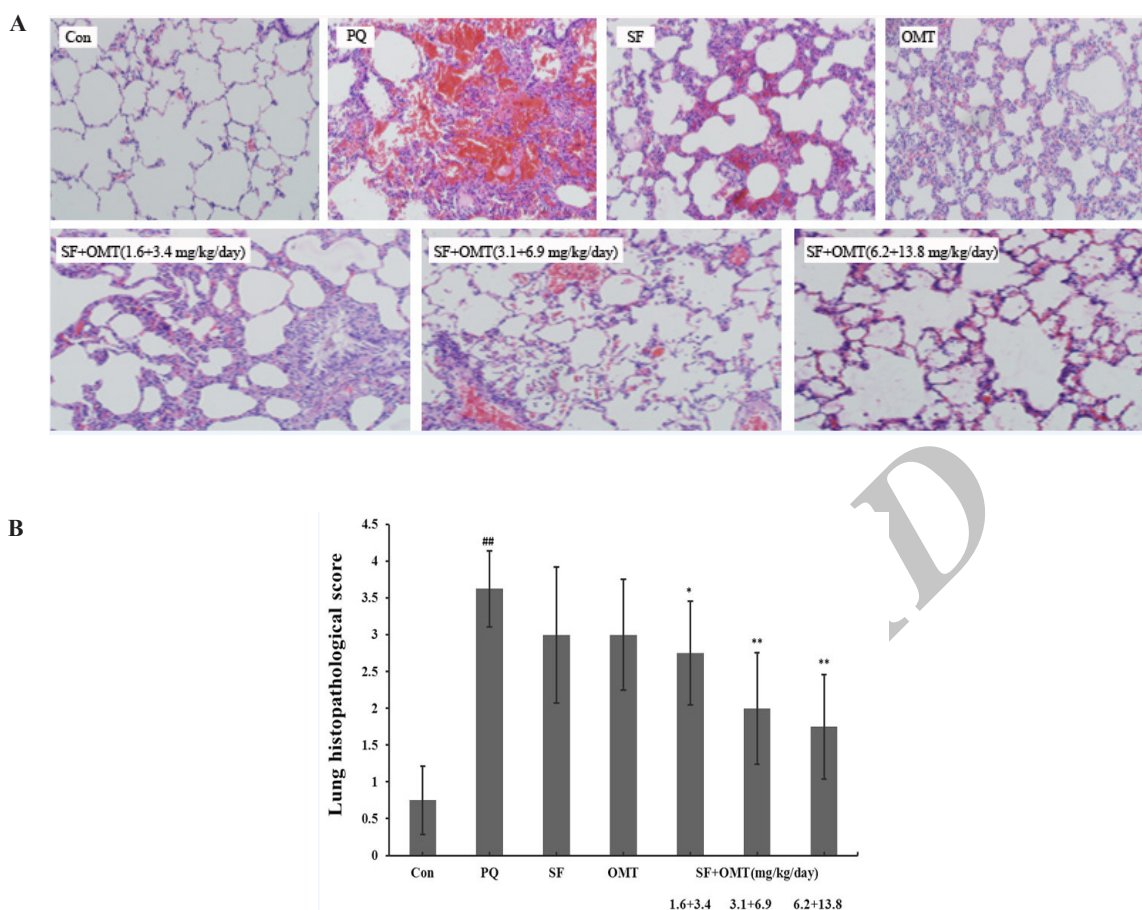 A
Con
PQ
SF
OMT
SF+OMT(1.6+3.4 mg/kg/day)
SF+OMT(3.1+6.9 mg/kg/day)
SF+OMT(6.2+13.8 mg/kg/day)
B
Lung histopathological score
4.5
4
3.5
3
2.5
2
1.5
1
0.5
0
##
*
**
**
Con PQ SF OMT SF+OMT(mg/kg/day)
1.6+3.4 3.1+6.9 6.2+13.8
D